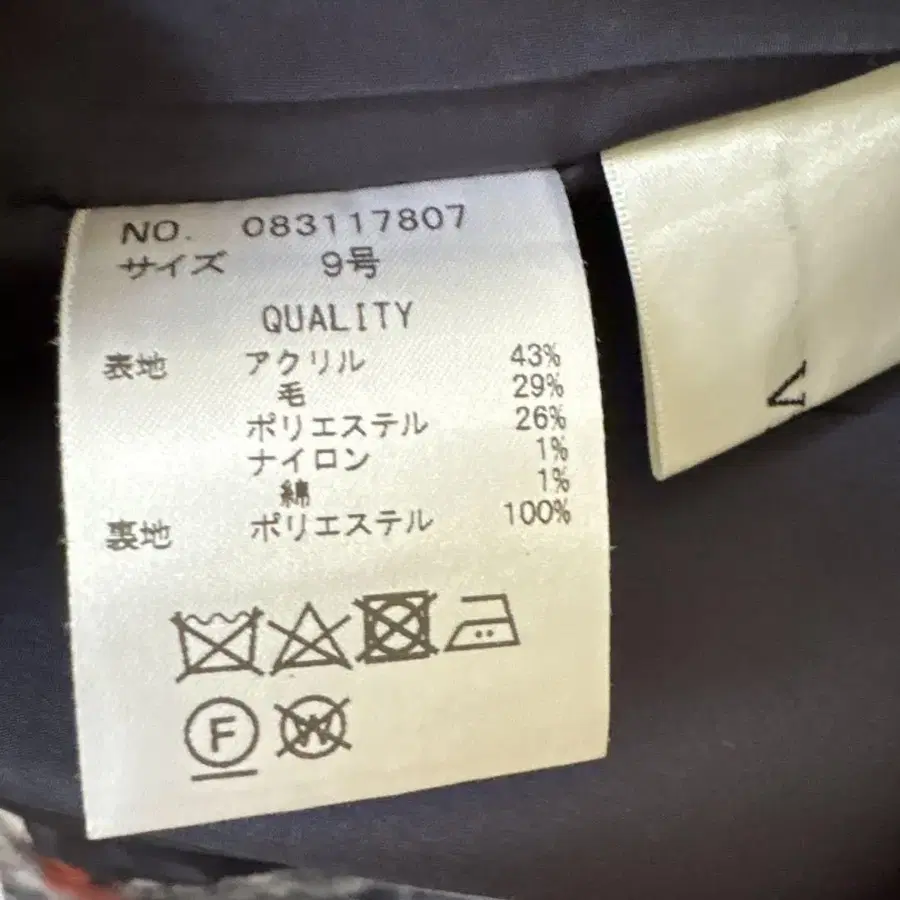 NO. 083117807
サイズ 9号
QUALITY
表地 アクリル 43%
毛 29%
ポリエステル 26%
ナイロン 1%
綿 1%
裏地 ポリエステル 100%
F W
V